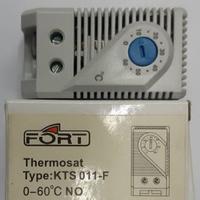 FORT
Thermosat
Type:KTS 011-F
0-60°C NO